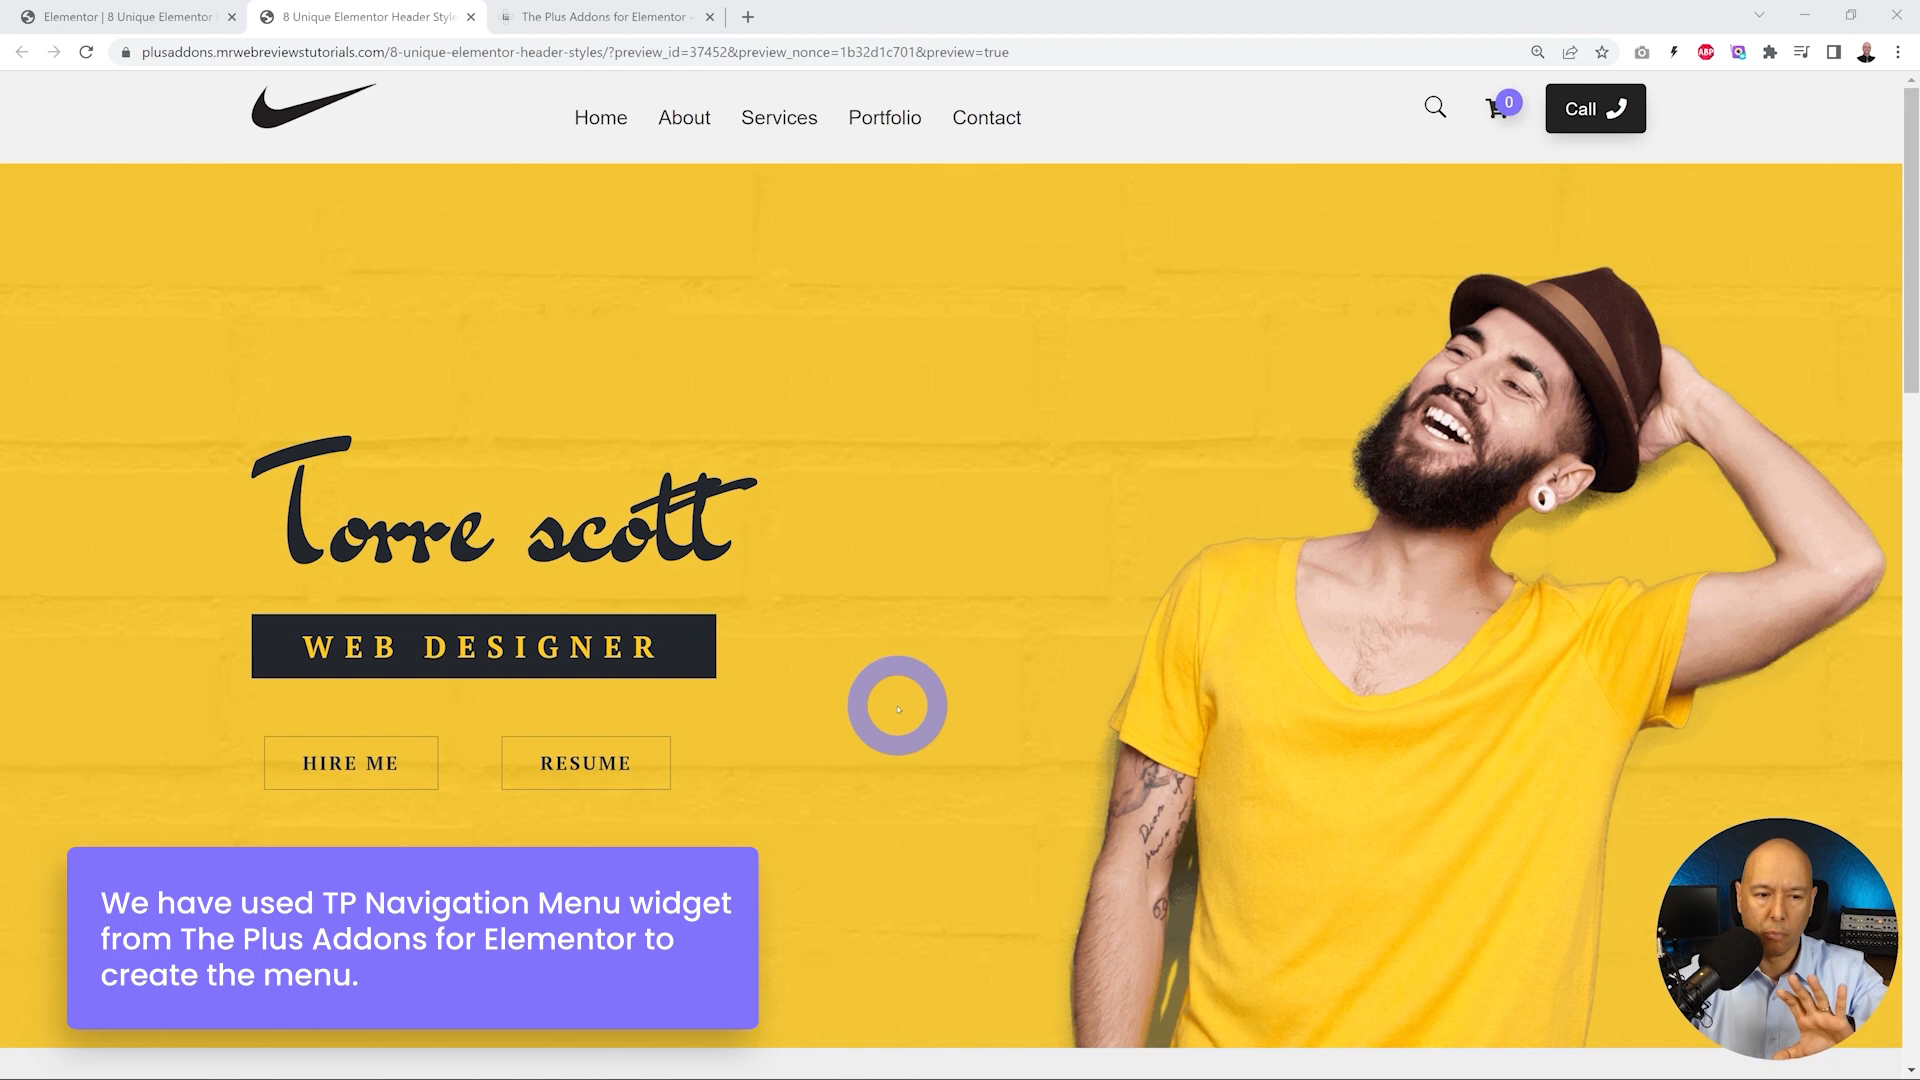 Elementor | 8 Unique Elementor
8 Unique Elementor Header Style
The Plus Addons for Elementor -
plusaddons.mrwebreviewstutorials.com/8-unique-elementor-header-styles/?preview_id=37452&preview_nonce=1b32d1c701&preview=true
ABP
Home About Services Portfolio Contact
0
Call
Torre scott
WEB DESIGNER
HIRE ME RESUME
We have used TP Navigation Menu widget
from The Plus Addons for Elementor to
create the menu.